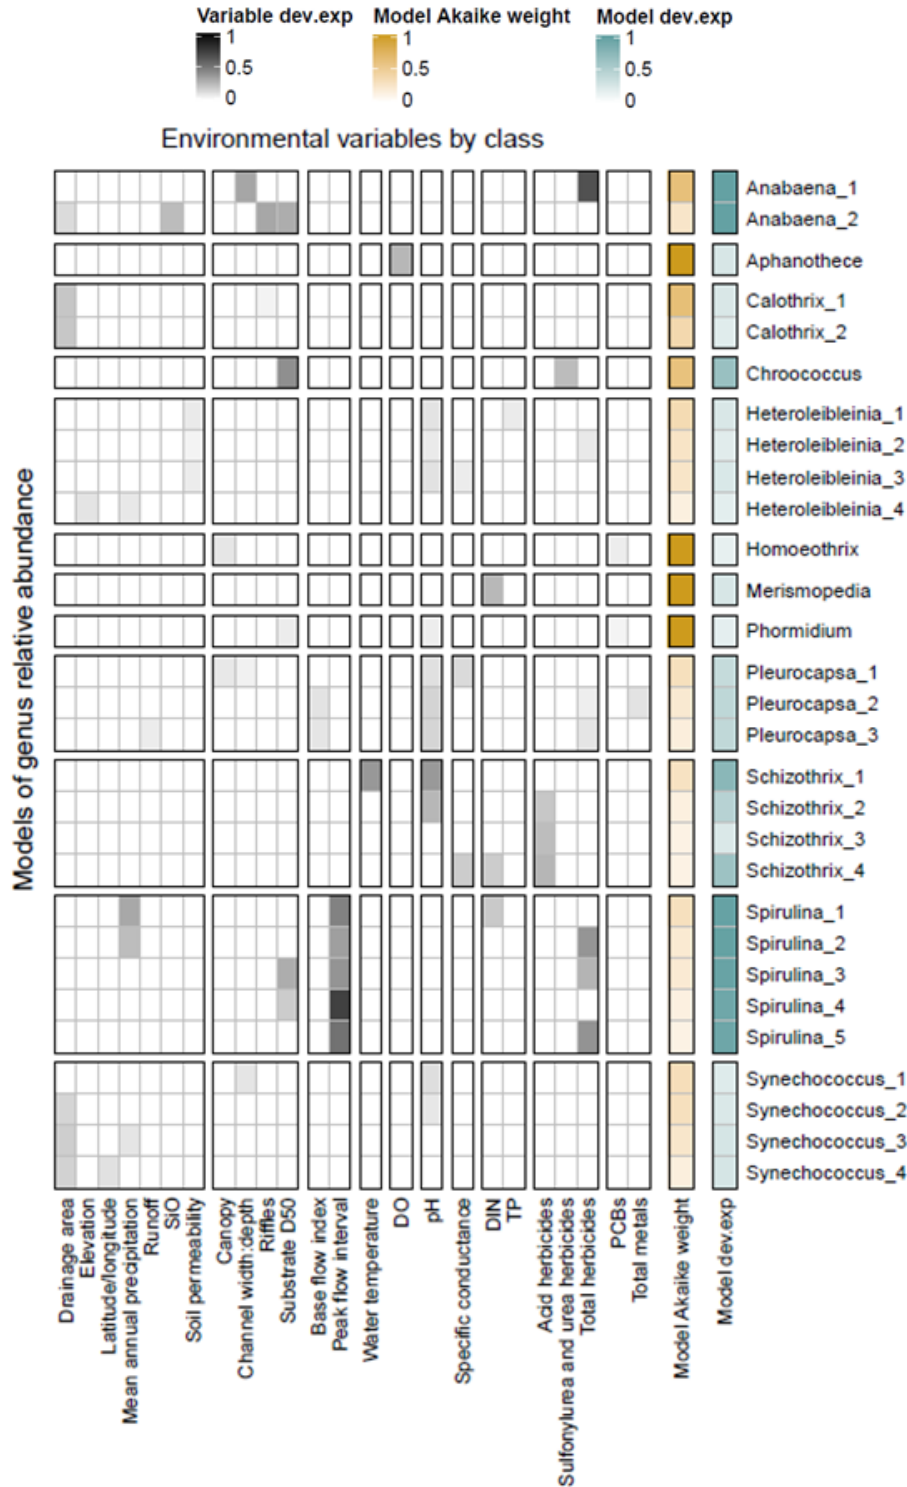 Variable dev.exp Model Akaike weight Model dev.exp
1 1 1
0.5 0.5 0.5
0 0 0
Environmental variables by class
Models of genus relative abundance
Anabaena_1
Anabaena_2
Aphanothece
Calothrix_1
Calothrix_2
Chroococcus
Heteroleibleinia_1
Heteroleibleinia_2
Heteroleibleinia_3
Heteroleibleinia_4
Homoeothrix
Merismopedia
Phormidium
Pleurocapsa_1
Pleurocapsa_2
Pleurocapsa_3
Schizothrix_1
Schizothrix_2
Schizothrix_3
Schizothrix_4
Spirulina_1
Spirulina_2
Spirulina_3
Spirulina_4
Spirulina_5
Synechococcus_1
Synechococcus_2
Synechococcus_3
Synechococcus_4
Drainage area
Elevation
Latitude/longitude
Mean annual precipitation
Runoff
SiO
Soil permeability
Canopy
Channel width:depth
Riffles
Substrate D50
Base flow index
Peak flow interval
Water temperature
DO
pH
Specific conductance
DIN
TP
Acid herbicides
Sulfonylurea and urea herbicides
Total herbicides
PCBs
Total metals
Model Akaike weight
Model dev.exp